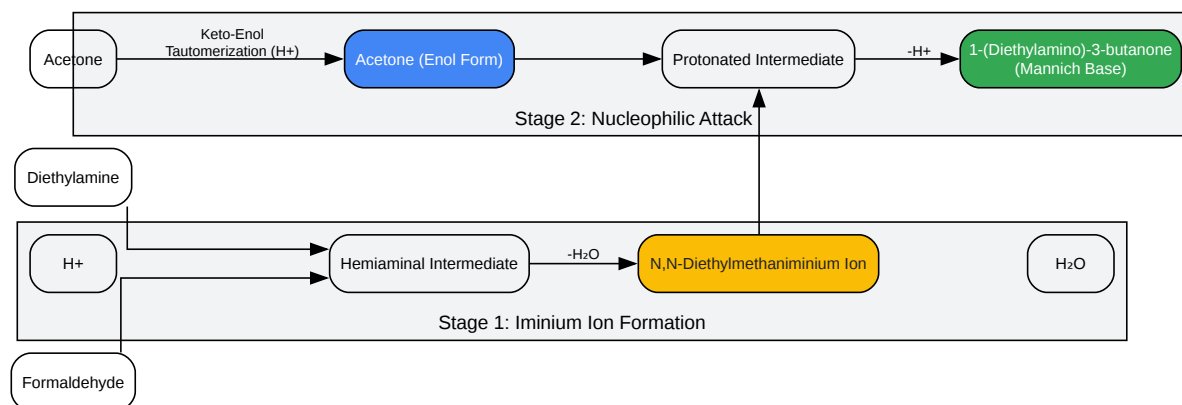 Keto-Enol
Tautomerization (H+)
Acetone
Acetone (Enol Form)
Protonated Intermediate
-H+
1-(Diethylamino)-3-butanone
(Mannich Base)
Stage 2: Nucleophilic Attack
Diethylamine
H+
Hemiaminal Intermediate
-H₂O
N,N-Diethylmethaniminium Ion
H₂O
Stage 1: Iminium Ion Formation
Formaldehyde